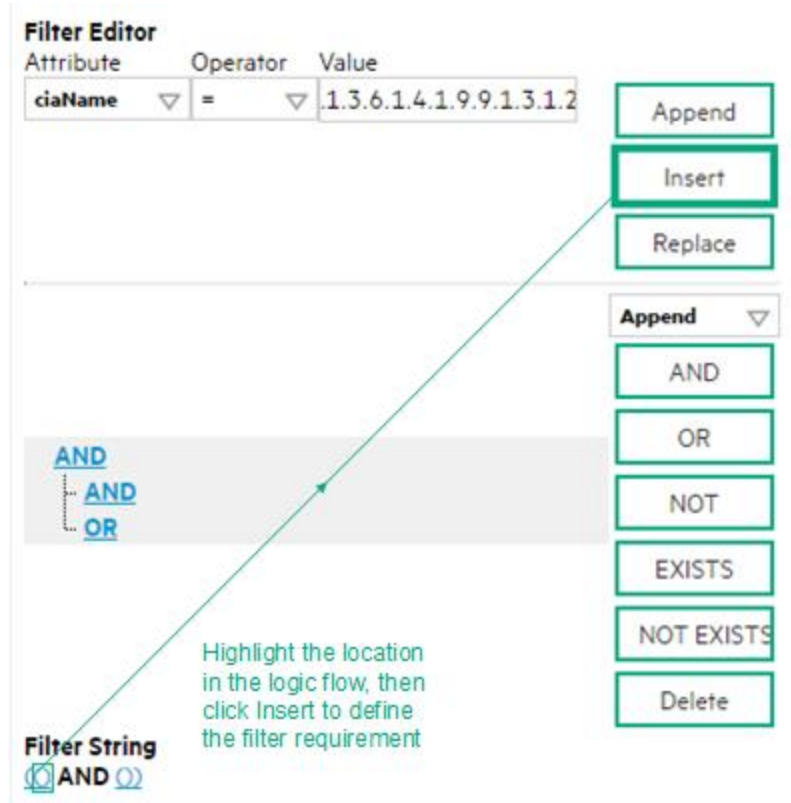 Filter Editor
Attribute Operator Value
ciaName = .1.3.6.1.4.1.9.9.1.3.1.2
Append
Insert
Replace
Append
AND
OR
NOT
EXISTS
NOT EXISTS
Delete
AND
AND
OR
Highlight the location
in the logic flow, then
click Insert to define
the filter requirement
Filter String
(() AND ())